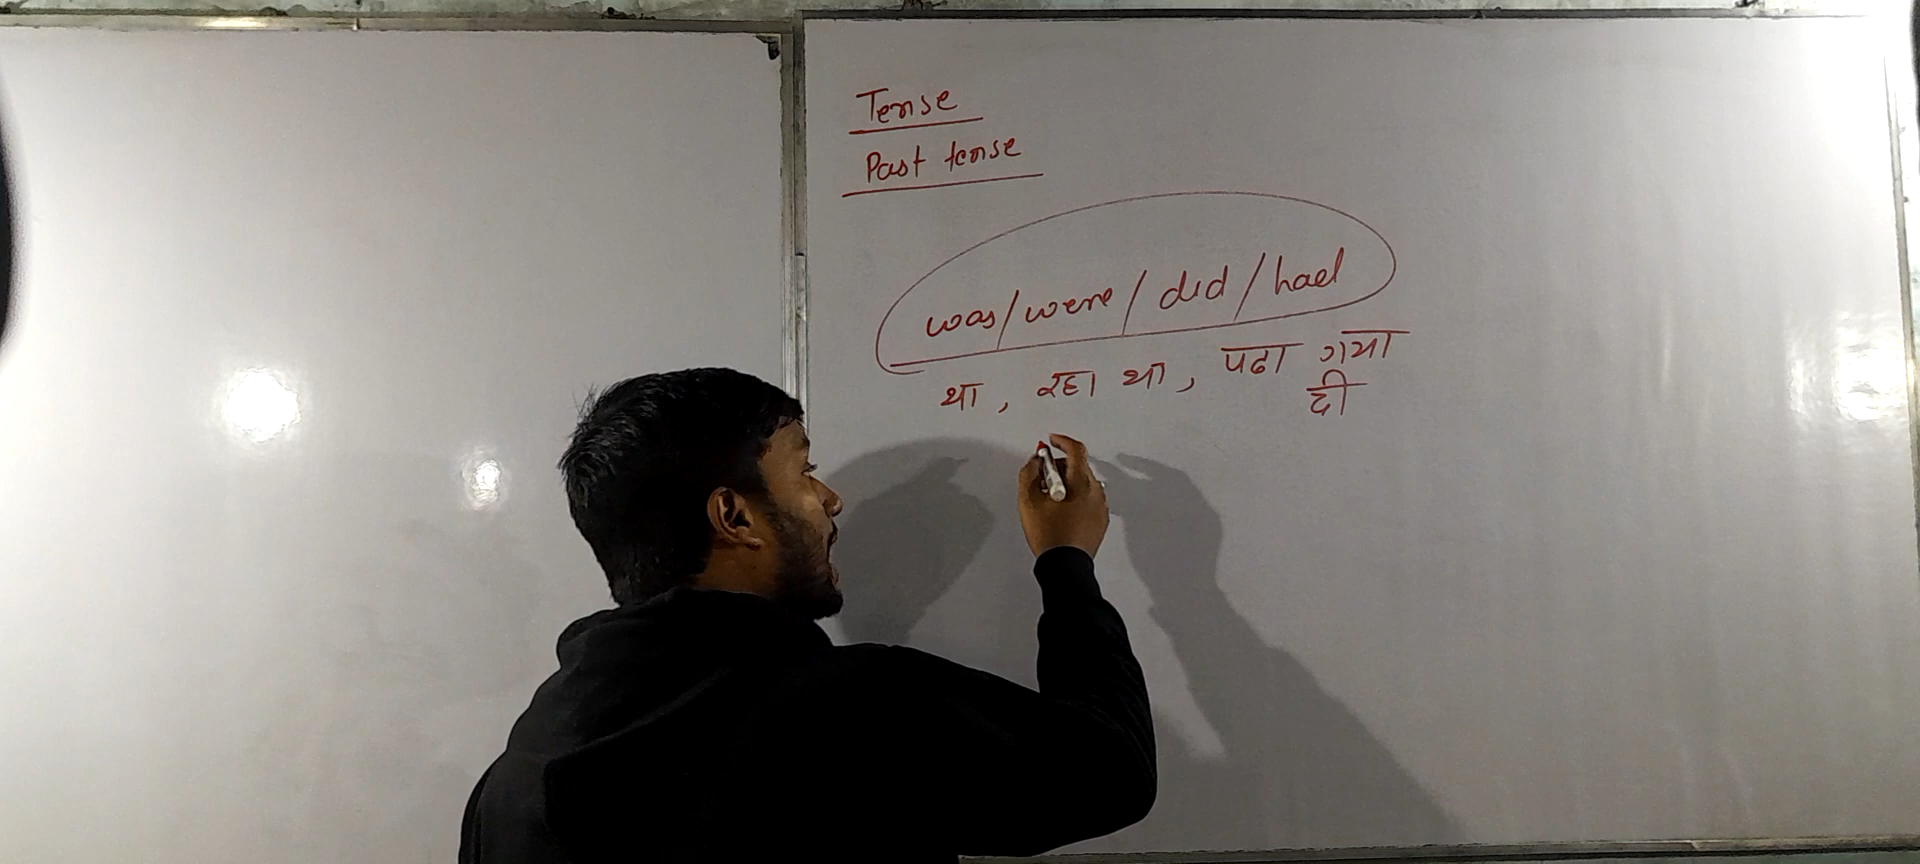 Tense
Past tense
was/were/did/had
था, रहा था, पढा गया
दी